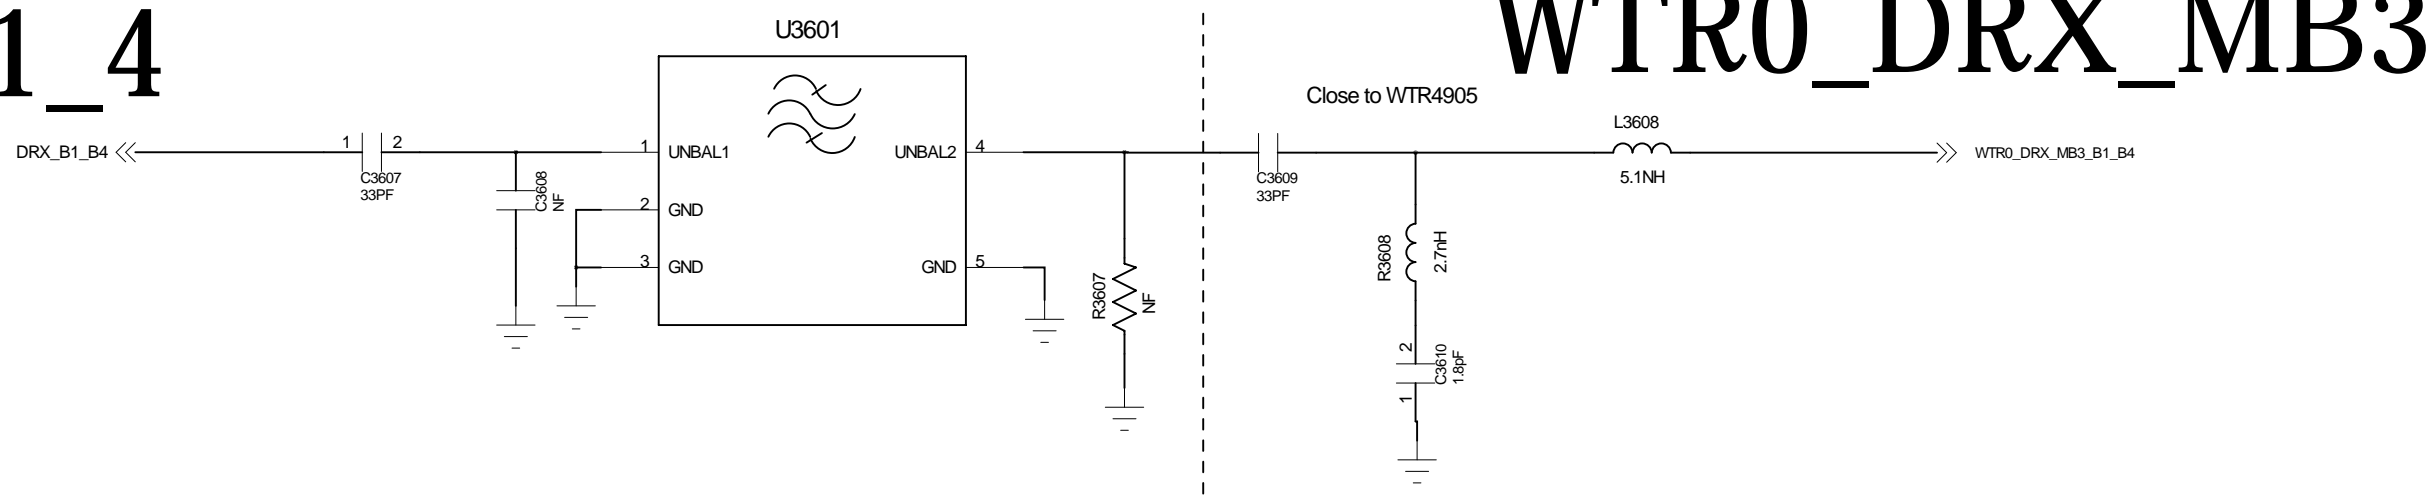 1_4
WTR0_DRX_MB3
U3601
Close to WTR4905
L3608
5.1NH
DRX_B1_B4
1
2
C3607
33PF
C3608
NF
1
UNBAL1
UNBAL2
4
2
GND
3
GND
GND
5
R3607
NF
C3609
33PF
R3608
2.7nH
2
C3610
1.8pF
1
WTR0_DRX_MB3_B1_B4